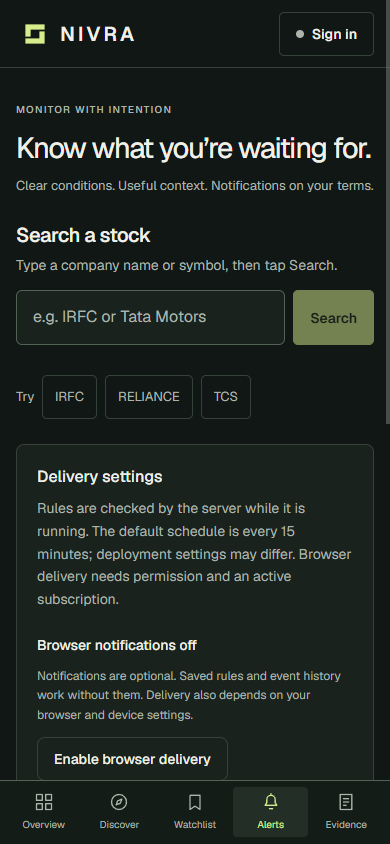 NIVRA
Sign in
MONITOR WITH INTENTION
Know what you’re waiting for.
Clear conditions. Useful context. Notifications on your terms.
Search a stock
Type a company name or symbol, then tap Search.
e.g. IRFC or Tata Motors
Search
Try
IRFC
RELIANCE
TCS
Delivery settings
Rules are checked by the server while it is
running. The default schedule is every 15
minutes; deployment settings may differ. Browser
delivery needs permission and an active
subscription.
Browser notifications off
Notifications are optional. Saved rules and event history
work without them. Delivery also depends on your
browser and device settings.
Enable browser delivery
Overview
Discover
Watchlist
Alerts
Evidence